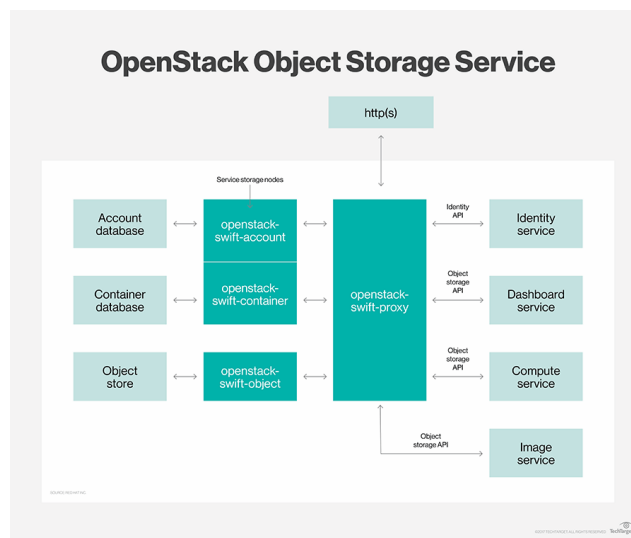 OpenStack Object Storage Service
http(s)
Service storage nodes
Account
database
openstack-
swift-account
Identity
API
Identity
service
Container
database
openstack-
swift-container
openstack-
swift-proxy
Object
storage
API
Dashboard
service
Object
store
openstack-
swift-object
Object
storage
API
Compute
service
Object
storage API
Image
service
TechTarget